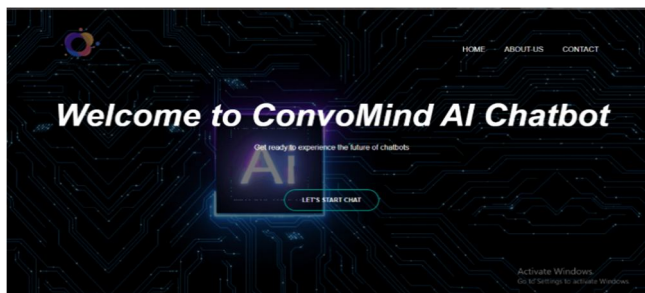 HOME ABOUT-US CONTACT
Welcome to ConvoMind AI Chatbot
Get ready to experience the future of chatbots
Ai
LET'S START CHAT
Activate Windows
Go to Settings to activate Windows.